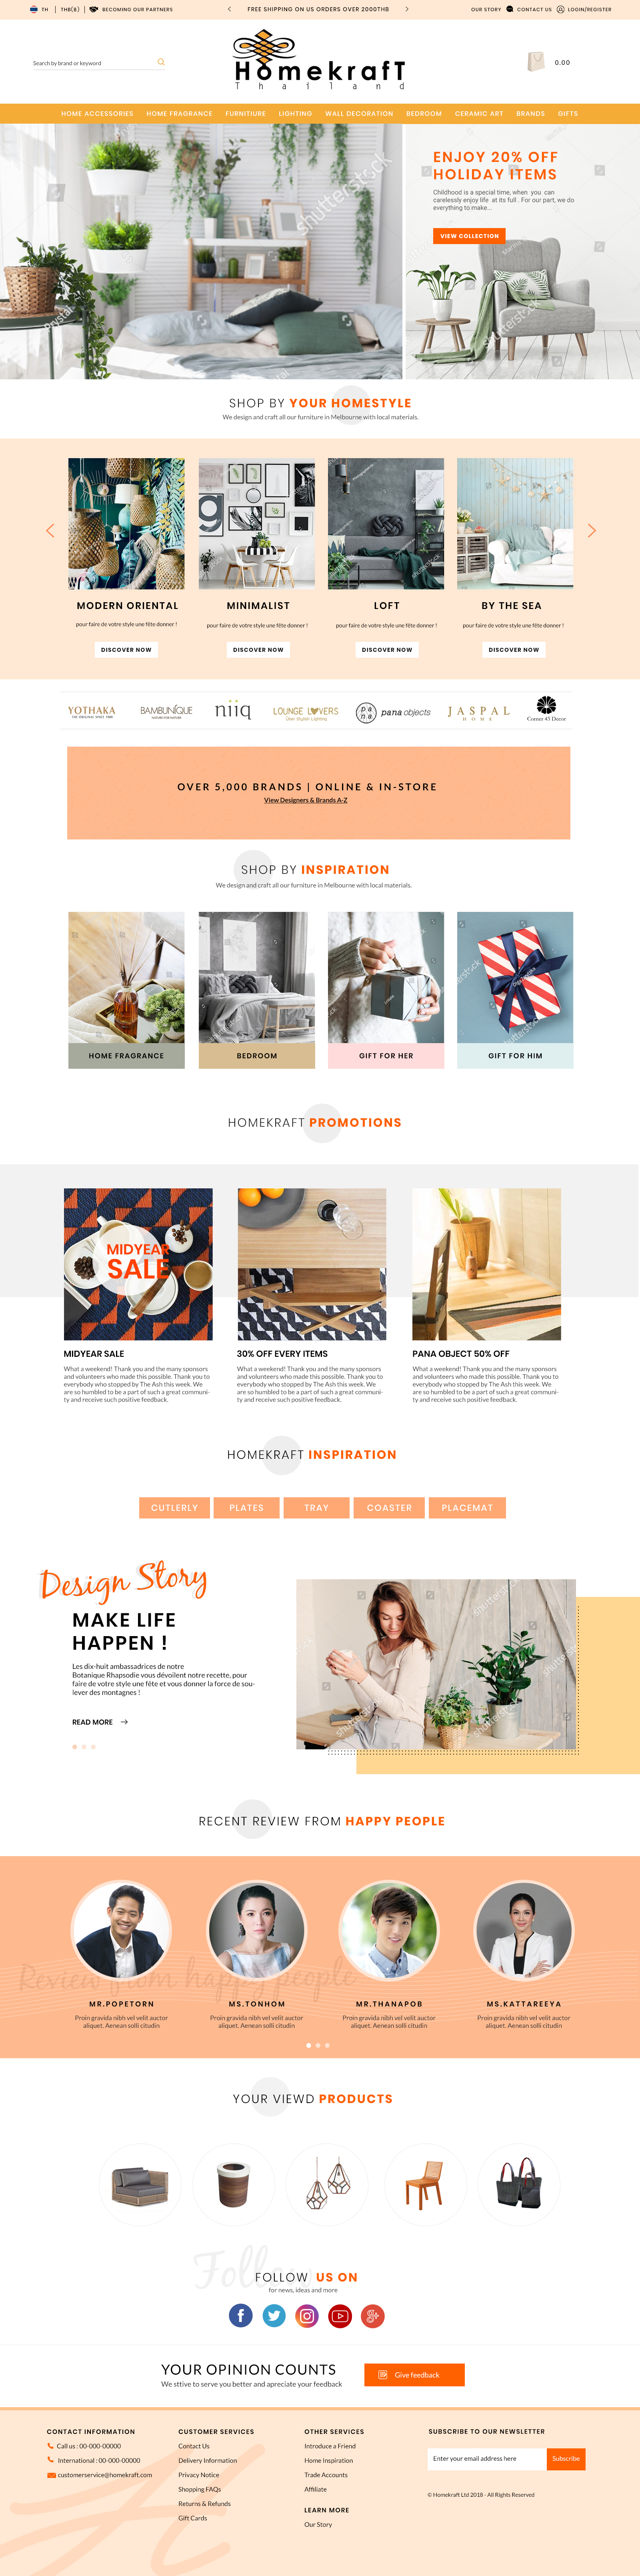 TH | THB(฿) | BECOMING OUR PARTNERS
FREE SHIPPING ON US ORDERS OVER 2000THB
OUR STORY CONTACT US LOGIN/REGISTER
Search by brand or keyword
Homekraft
Thailand
0.00
HOME ACCESSORIES HOME FRAGRANCE FURNITIURE LIGHTING WALL DECORATION BEDROOM CERAMIC ART BRANDS GIFTS
ENJOY 20% OFF
HOLIDAY ITEMS
Childhood is a special time, when you can
carelessly enjoy life at its full . For our part, we do
everything to make...
VIEW COLLECTION
shutterstock
SHOP BY YOUR HOMESTYLE
We design and craft all our furniture in Melbourne with local materials.
MODERN ORIENTAL
pour faire de votre style une fête donner !
DISCOVER NOW
MINIMALIST
pour faire de votre style une fête donner !
DISCOVER NOW
LOFT
pour faire de votre style une fête donner !
DISCOVER NOW
BY THE SEA
pour faire de votre style une fête donner !
DISCOVER NOW
YOTHAKA
THE ORIGINAL SINCE 1989
BAMBUNIQUE
niiq
LOUNGE LOVERS
Over Stylish Lighting
pana
pana objects
JASPAL
HOME
Corner 43 Decor
OVER 5,000 BRANDS | ONLINE & IN-STORE
View Designers & Brands A-Z
SHOP BY INSPIRATION
We design and craft all our furniture in Melbourne with local materials.
HOME FRAGRANCE
BEDROOM
GIFT FOR HER
GIFT FOR HIM
HOMEKRAFT PROMOTIONS
MIDYEAR
SALE
MIDYEAR SALE
What a weekend! Thank you and the many sponsors
and volunteers who made this possible. Thank you to
everybody who stopped by The Ash this week. We
are so humbled to be a part of such a great communi-
ty and receive such positive feedback.
30% OFF EVERY ITEMS
What a weekend! Thank you and the many sponsors
and volunteers who made this possible. Thank you to
everybody who stopped by The Ash this week. We
are so humbled to be a part of such a great communi-
ty and receive such positive feedback.
PANA OBJECT 50% OFF
What a weekend! Thank you and the many sponsors
and volunteers who made this possible. Thank you to
everybody who stopped by The Ash this week. We
are so humbled to be a part of such a great communi-
ty and receive such positive feedback.
HOMEKRAFT INSPIRATION
CUTLERLY PLATES TRAY COASTER PLACEMAT
Design Story
MAKE LIFE
HAPPEN !
Les dix-huit ambassadrices de notre
Botanique Rhapsodie vous dévoilent notre recette, pour
faire de votre style une fête et vous donner la force de sou-
lever des montagnes !
READ MORE
RECENT REVIEW FROM HAPPY PEOPLE
Review from happy people
MR.POPETORN
Proin gravida nibh vel velit auctor
aliquet. Aenean solli citudin
MS.TONHOM
Proin gravida nibh vel velit auctor
aliquet. Aenean solli citudin
MR.THANAPOB
Proin gravida nibh vel velit auctor
aliquet. Aenean solli citudin
MS.KATTAREEYA
Proin gravida nibh vel velit auctor
aliquet. Aenean solli citudin
YOUR VIEWD PRODUCTS
Follow
FOLLOW US ON
for news, ideas and more
YOUR OPINION COUNTS
We sttive to serve you better and apreciate your feedback
Give feedback
CONTACT INFORMATION
Call us : 00-000-00000
International : 00-000-00000
customerservice@homekraft.com
CUSTOMER SERVICES
Contact Us
Delivery Information
Privacy Notice
Shopping FAQs
Returns & Refunds
Gift Cards
OTHER SERVICES
Introduce a Friend
Home Inspiration
Trade Accounts
Affiliate
LEARN MORE
Our Story
SUBSCRIBE TO OUR NEWSLETTER
Enter your email address here
Subscribe
© Homekraft Ltd 2018 - All Rights Reserved